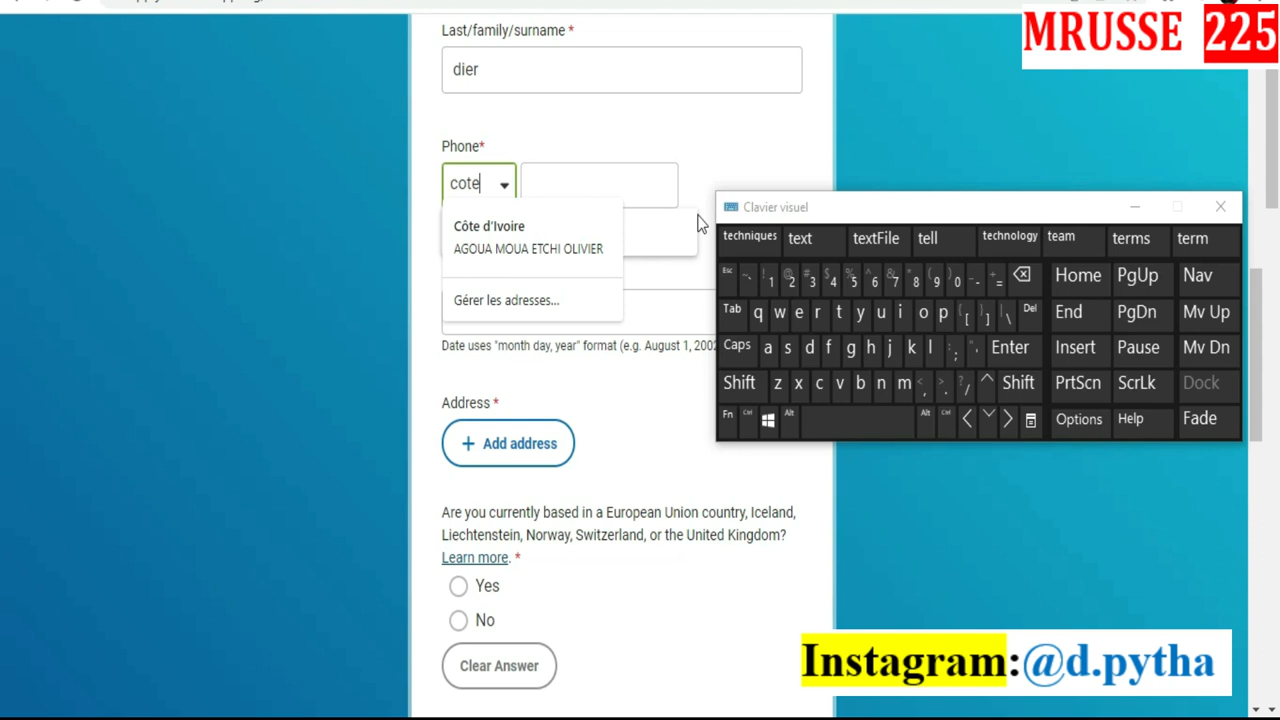 MRUSSE 225
Last/family/surname *
dier
Phone*
cote
Côte d'Ivoire
AGOUA MOUA ETCHI OLIVIER
Gérer les adresses...
Date uses "month day, year" format (e.g. August 1, 2002
Address *
+ Add address
Are you currently based in a European Union country, Iceland,
Liechtenstein, Norway, Switzerland, or the United Kingdom?
Learn more. *
Yes
No
Clear Answer
Clavier visuel
techniques text textFile tell technology team terms term
Esc ~` !1 @2 #3 $4 %5 ^6 &7 *8 (9 )0 _- += Home PgUp Nav
Tab q w e r t y u i o p {[ }] |\ Del End PgDn Mv Up
Caps a s d f g h j k l :; "' Enter Insert Pause Mv Dn
Shift z x c v b n m <, >. ?/ ^ Shift PrtScn ScrLk Dock
Fn Ctrl Alt Alt Ctrl < > Options Help Fade
Instagram:@d.pytha